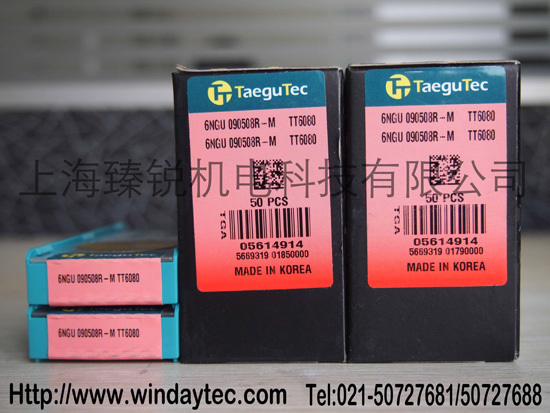 TaeguTec
6NGU 090508R-M TT6080
6NGU 090508R-M TT6080
50 PCS
TGA
05614914
5669319 01850000
MADE IN KOREA
TaeguTec
6NGU 090508R-M TT6080
6NGU 090508R-M TT6080
50 PCS
TGA
05614914
5669319 01790000
MADE IN KOREA
上海臻锐机电科技有限公司
6NGU 090508R-M TT6080
6NGU 090508R-M TT6080
Http://www.windaytec.com Tel:021-50727681/50727688